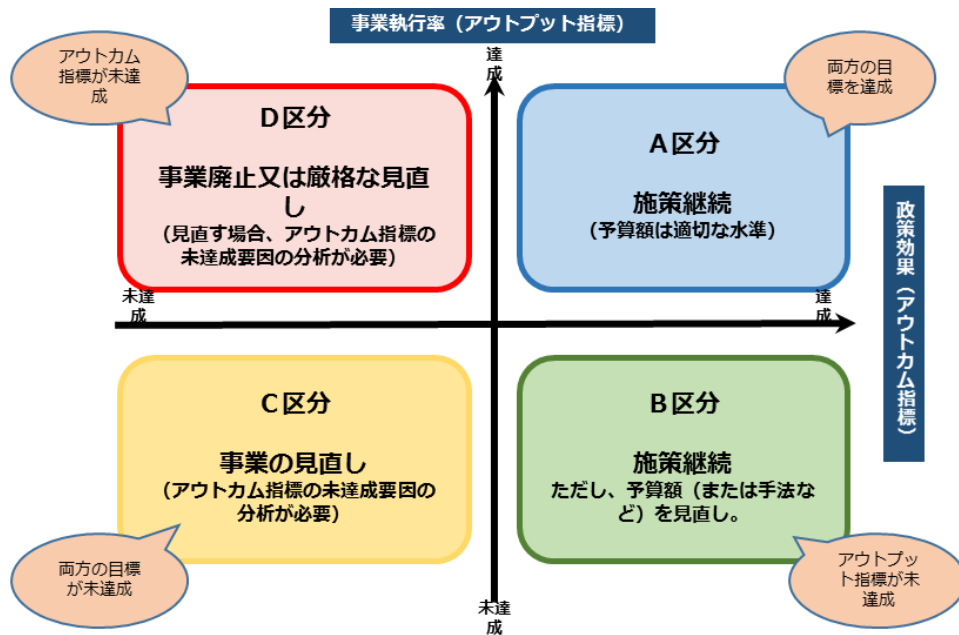 事業執行率（アウトプット指標）
アウトカム
指標が未達
成
達
成
両方の目
標を達成
D区分
事業廃止又は厳格な見直
し
（見直す場合、アウトカム指標の
未達成要因の分析が必要）
A区分
施策継続
（予算額は適切な水準）
政策効果（アウトカム指標）
未達
成
達
成
C区分
事業の見直し
（アウトカム指標の未達成要因の
分析が必要）
B区分
施策継続
ただし、予算額（または手法な
ど）を見直し。
両方の目標
が未達成
アウトプッ
ト指標が未
達成
未達
成